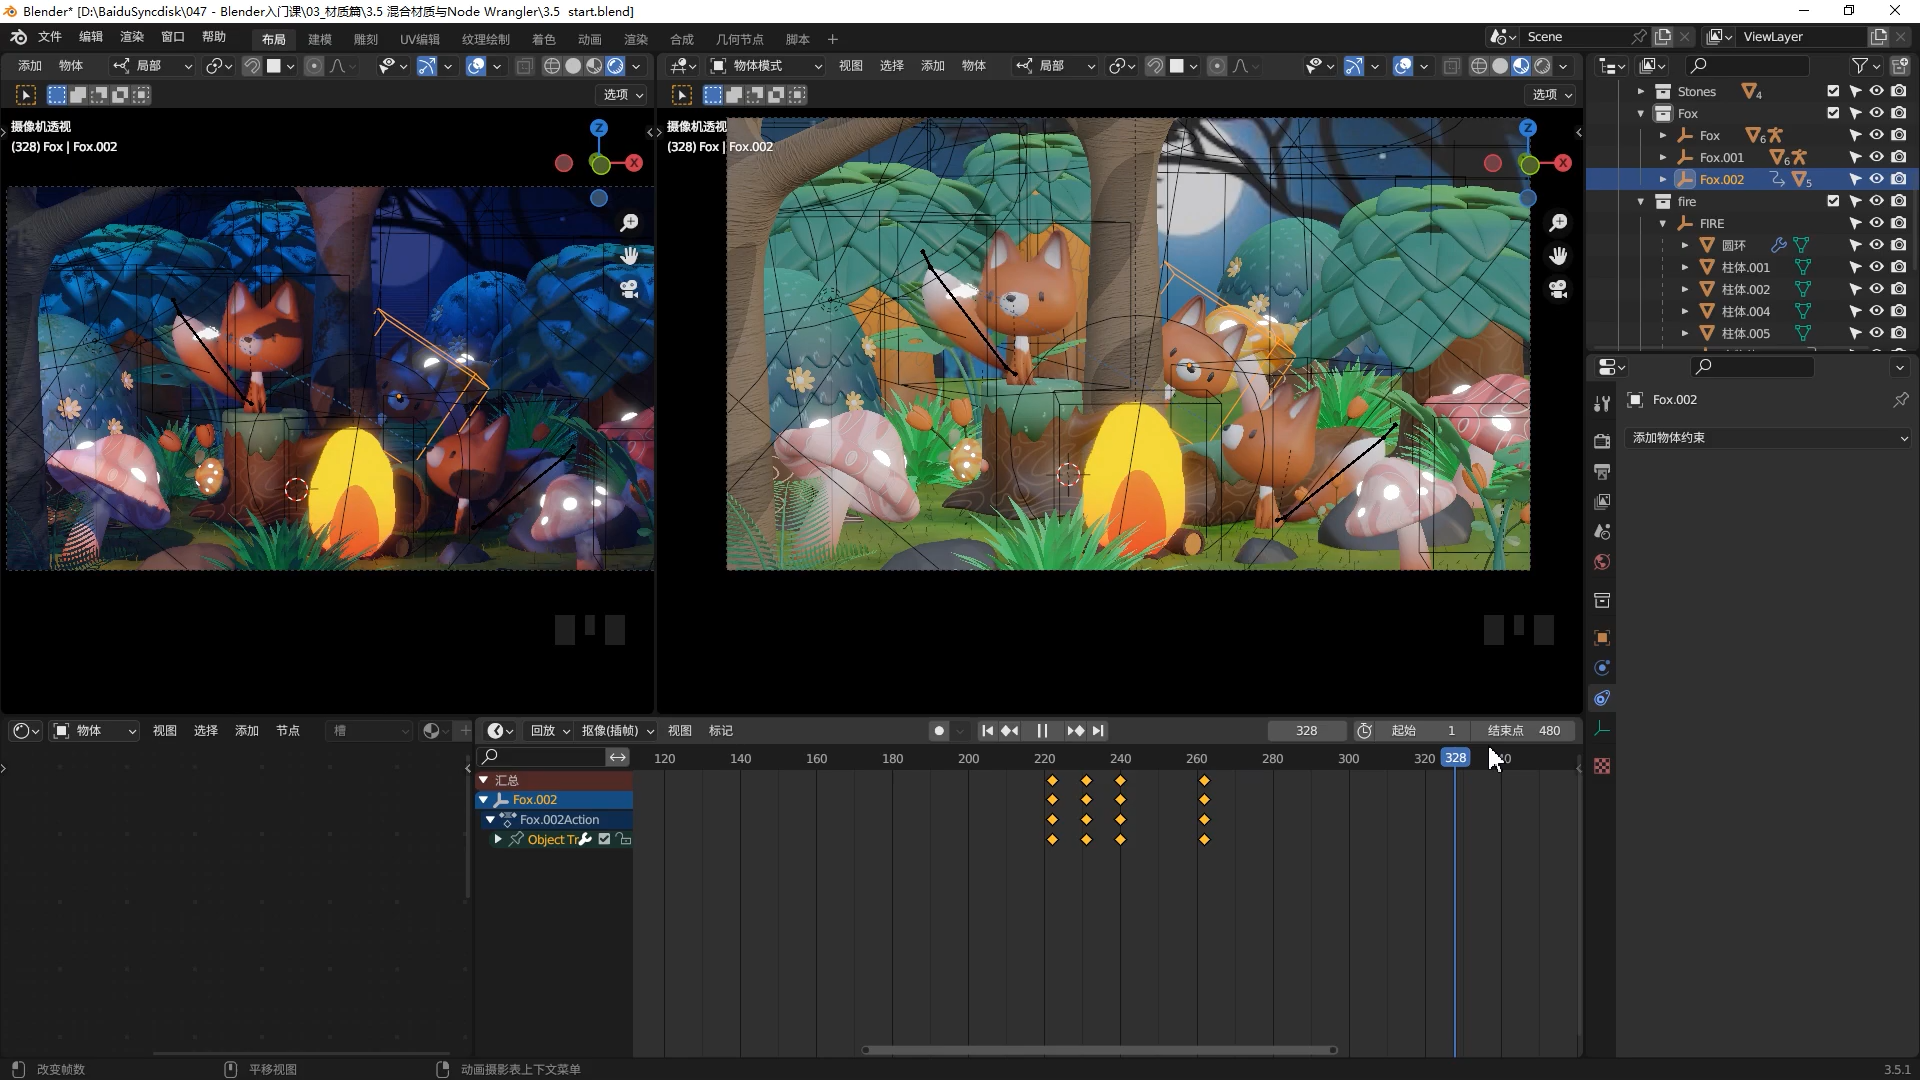 Blender* [D:\BaiduSyncdisk\047 - Blender入门课\03_材质篇\3.5 混合材质与Node Wrangler\3.5  start.blend]
文件 编辑 渲染 窗口 帮助 布局 建模 雕刻 UV编辑 纹理绘制 着色 动画 渲染 合成 几何节点 脚本 + Scene ViewLayer
添加 物体 局部 物体模式 视图 选择 添加 物体 局部
选项 选项
摄像机透视
(328) Fox | Fox.002
Z
X
摄像机透视
(328) Fox | Fox.002
Z
X
Stones 4
Fox
Fox 6
Fox.001 6
Fox.002 5
fire
FIRE
圆环
柱体.001
柱体.002
柱体.004
柱体.005
Fox.002
添加物体约束
物体 视图 选择 添加 节点 槽
回放 抠像(插帧) 视图 标记 328 起始 1 结束点 480
120 140 160 180 200 220 240 260 280 300 320 328
汇总
Fox.002
Fox.002Action
Object Tr
改变帧数 平移视图 动画摄影表上下文菜单 3.5.1